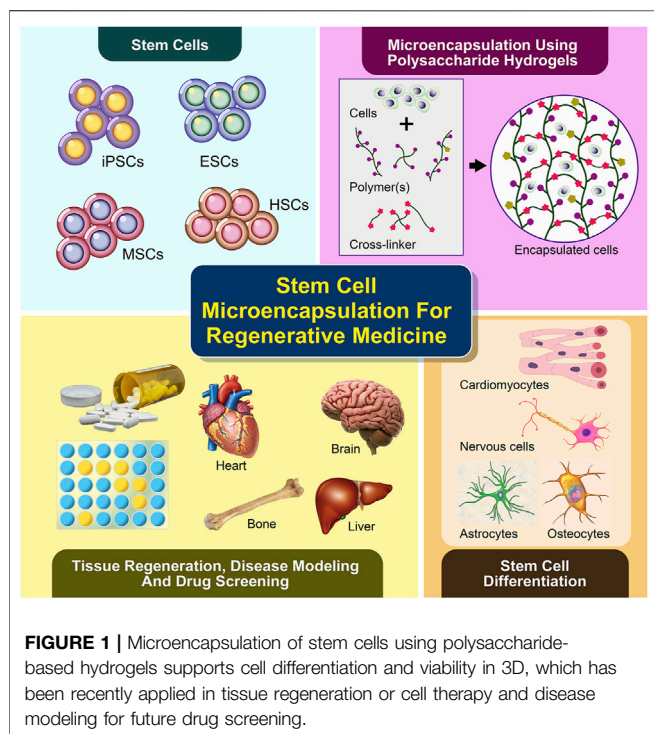 Stem Cells
iPSCs
ESCs
MSCs
HSCs
Microencapsulation Using
Polysaccharide Hydrogels
Cells
+
Polymer(s)
Cross-linker
Encapsulated cells
Stem Cell
Microencapsulation For
Regenerative Medicine
Heart
Brain
Bone
Liver
Tissue Regeneration, Disease Modeling
And Drug Screening
Cardiomyocytes
Nervous cells
Astrocytes
Osteocytes
Stem Cell
Differentiation
FIGURE 1 | Microencapsulation of stem cells using polysaccharide-
based hydrogels supports cell differentiation and viability in 3D, which has
been recently applied in tissue regeneration or cell therapy and disease
modeling for future drug screening.